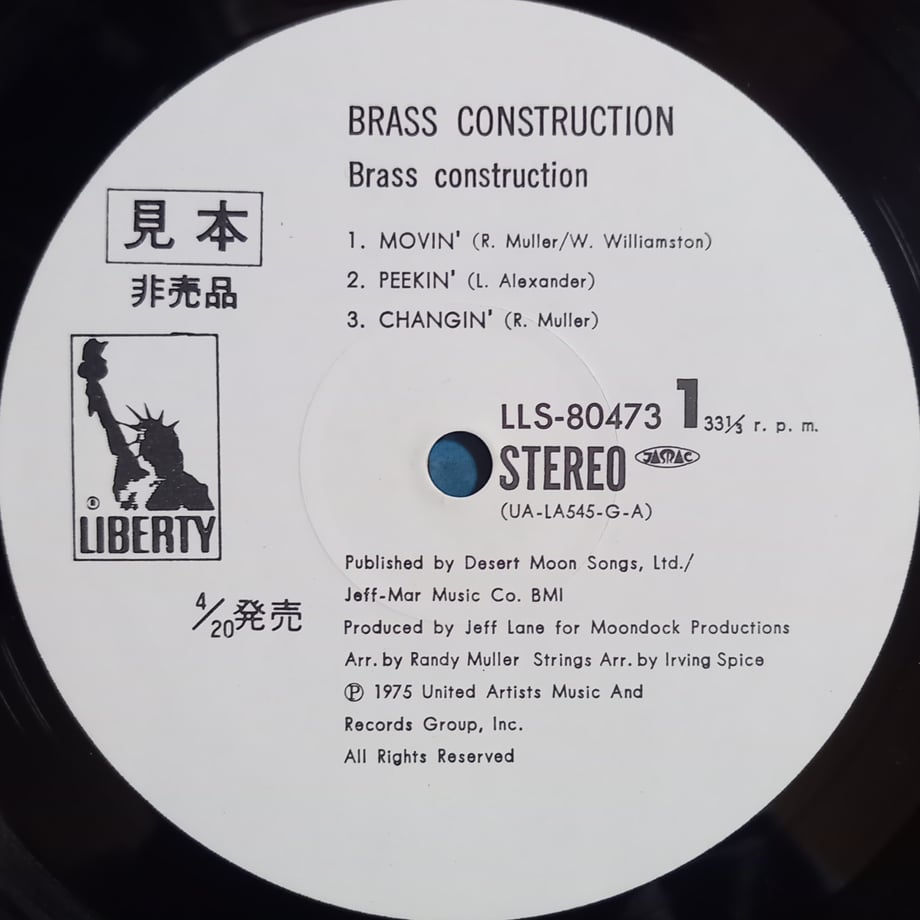 BRASS CONSTRUCTION
Brass construction
見本
非売品
1. MOVIN' (R. Muller/W. Williamston)
2. PEEKIN' (L. Alexander)
3. CHANGIN' (R. Muller)
LLS-80473 1 33⅓ r. p. m.
STEREO JASRAC
(UA-LA545-G-A)
® LIBERTY
4/20発売
Published by Desert Moon Songs, Ltd./
Jeff-Mar Music Co. BMI
Produced by Jeff Lane for Moondock Productions
Arr. by Randy Muller Strings Arr. by Irving Spice
℗ 1975 United Artists Music And
Records Group, Inc.
All Rights Reserved